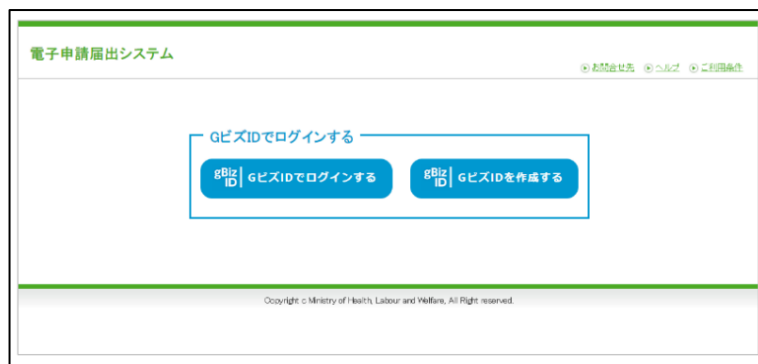 電子申請届出システム
お問合せ先 ヘルプ ご利用条件
GビズIDでログインする
gBiz ID GビズIDでログインする gBiz ID GビズIDを作成する
Copyright c Ministry of Health, Labour and Welfare, All Right reserved.